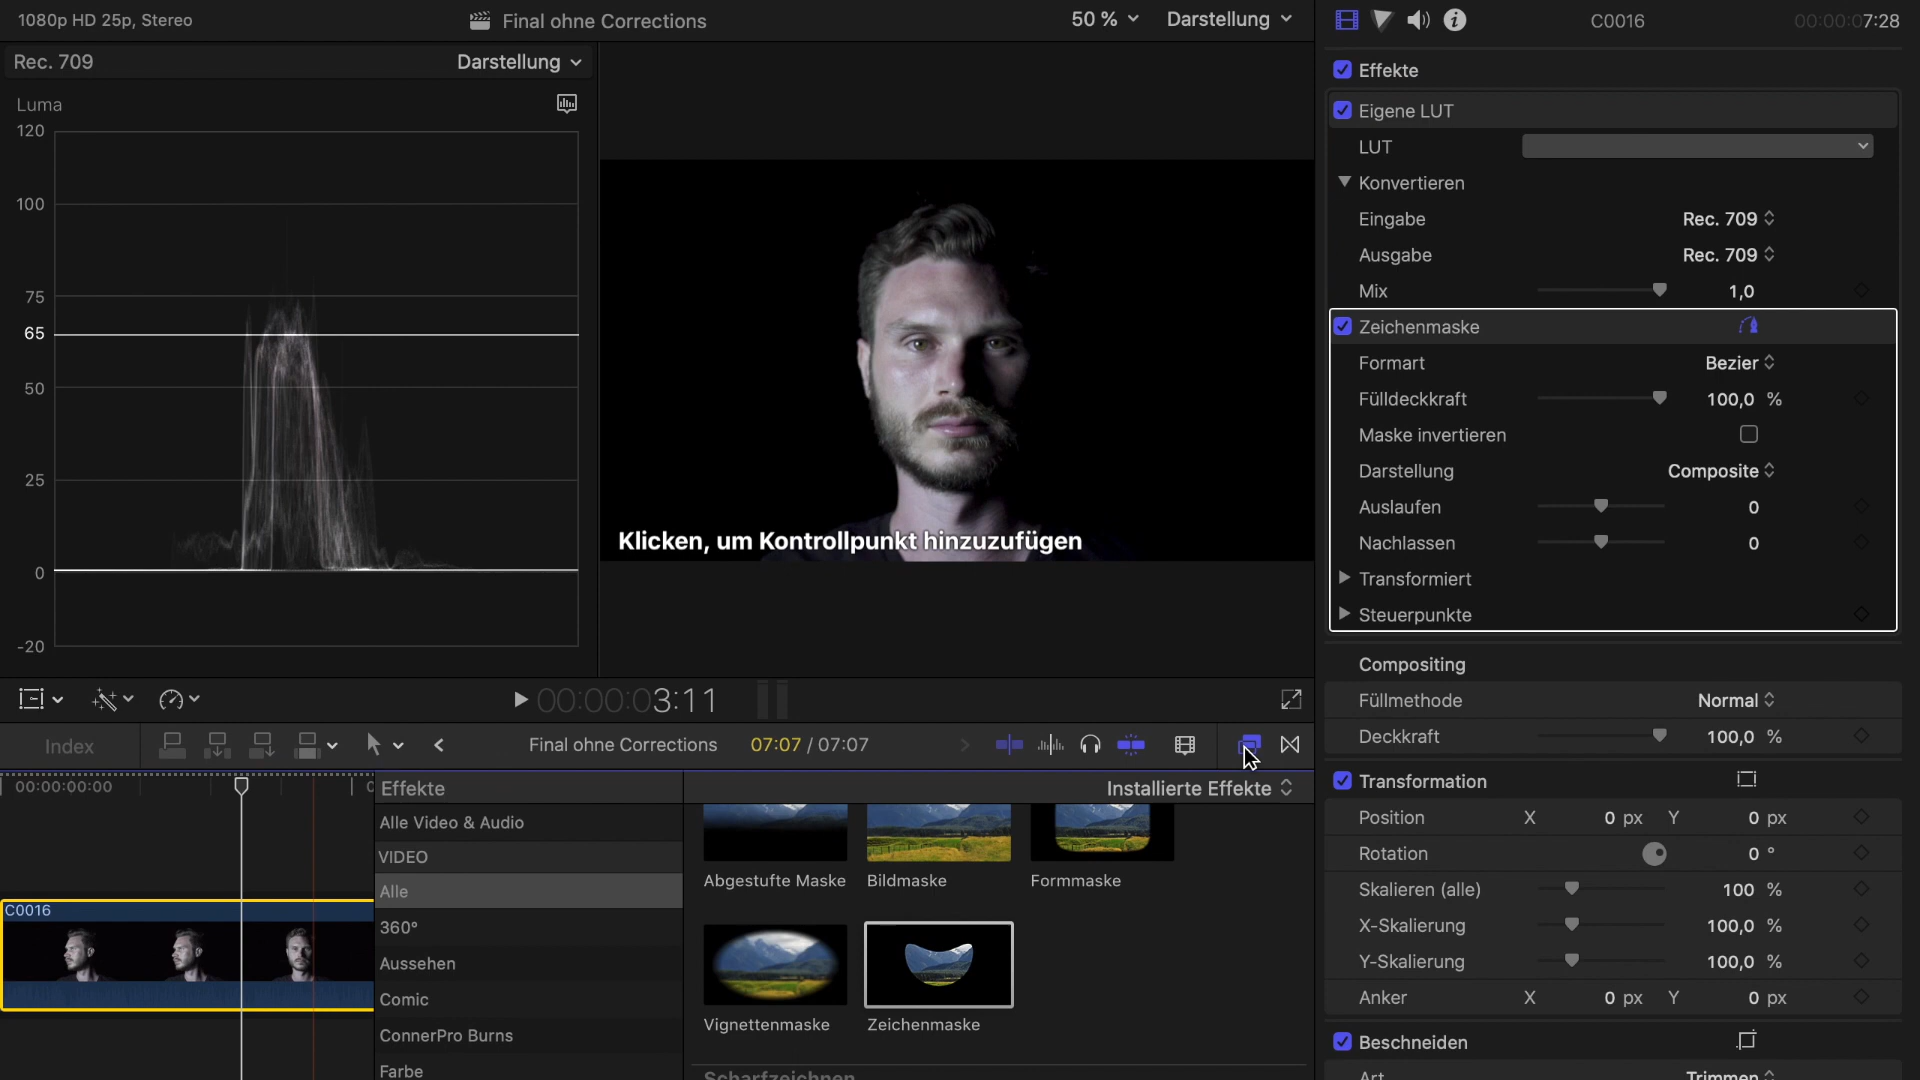 1080p HD 25p, Stereo
Final ohne Corrections
50 %
Darstellung
C0016
00:00:07:28
Rec. 709
Darstellung
Luma
120
100
75
65
50
25
0
-20
Klicken, um Kontrollpunkt hinzuzufügen
00:00:03:11
Effekte
Eigene LUT
LUT
Konvertieren
Eingabe Rec. 709
Ausgabe Rec. 709
Mix 1,0
Zeichenmaske
Formart Bezier
Fülldeckkraft 100,0 %
Maske invertieren
Darstellung Composite
Auslaufen 0
Nachlassen 0
Transformiert
Steuerpunkte
Compositing
Füllmethode Normal
Deckkraft 100,0 %
Transformation
Position X 0 px Y 0 px
Rotation 0 °
Skalieren (alle) 100 %
X-Skalierung 100,0 %
Y-Skalierung 100,0 %
Anker X 0 px Y 0 px
Beschneiden
Art Trimmen
Index
Final ohne Corrections 07:07 / 07:07
00:00:00:00
C0016
Effekte
Installierte Effekte
Alle Video & Audio
VIDEO
Alle
360°
Aussehen
Comic
ConnerPro Burns
Farbe
Abgestufte Maske
Bildmaske
Formmaske
Vignettenmaske
Zeichenmaske
Scharfzeichnen